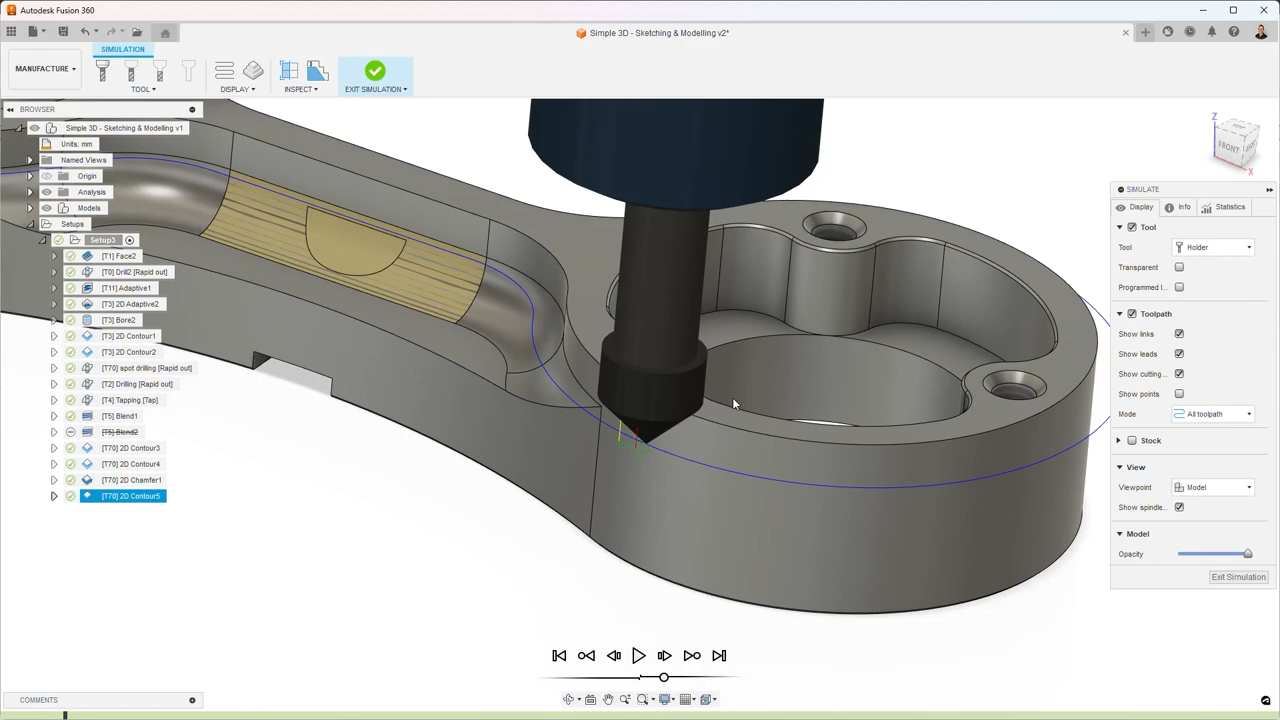 Autodesk Fusion 360
Simple 3D - Sketching & Modelling v2*
SIMULATION
MANUFACTURE
TOOL
DISPLAY
INSPECT
EXIT SIMULATION
BROWSER
Simple 3D - Sketching & Modelling v1
Units: mm
Named Views
Origin
Analysis
Models
Setups
Setup3
[T1] Face2
[T0] Drill2 [Rapid out]
[T11] Adaptive1
[T3] 2D Adaptive2
[T3] Bore2
[T3] 2D Contour1
[T3] 2D Contour2
[T70] spot drilling [Rapid out]
[T2] Drilling [Rapid out]
[T4] Tapping [Tap]
[T5] Blend1
[T5] Blend2
[T70] 2D Contour3
[T70] 2D Contour4
[T70] 2D Chamfer1
[T70] 2D Contour5
COMMENTS
Z
TOP
FRONT
X
SIMULATE
Display
Info
Statistics
Tool
Tool
Holder
Transparent
Programmed l...
Toolpath
Show links
Show leads
Show cutting...
Show points
Mode
All toolpath
Stock
View
Viewpoint
Model
Show spindle...
Model
Opacity
Exit Simulation